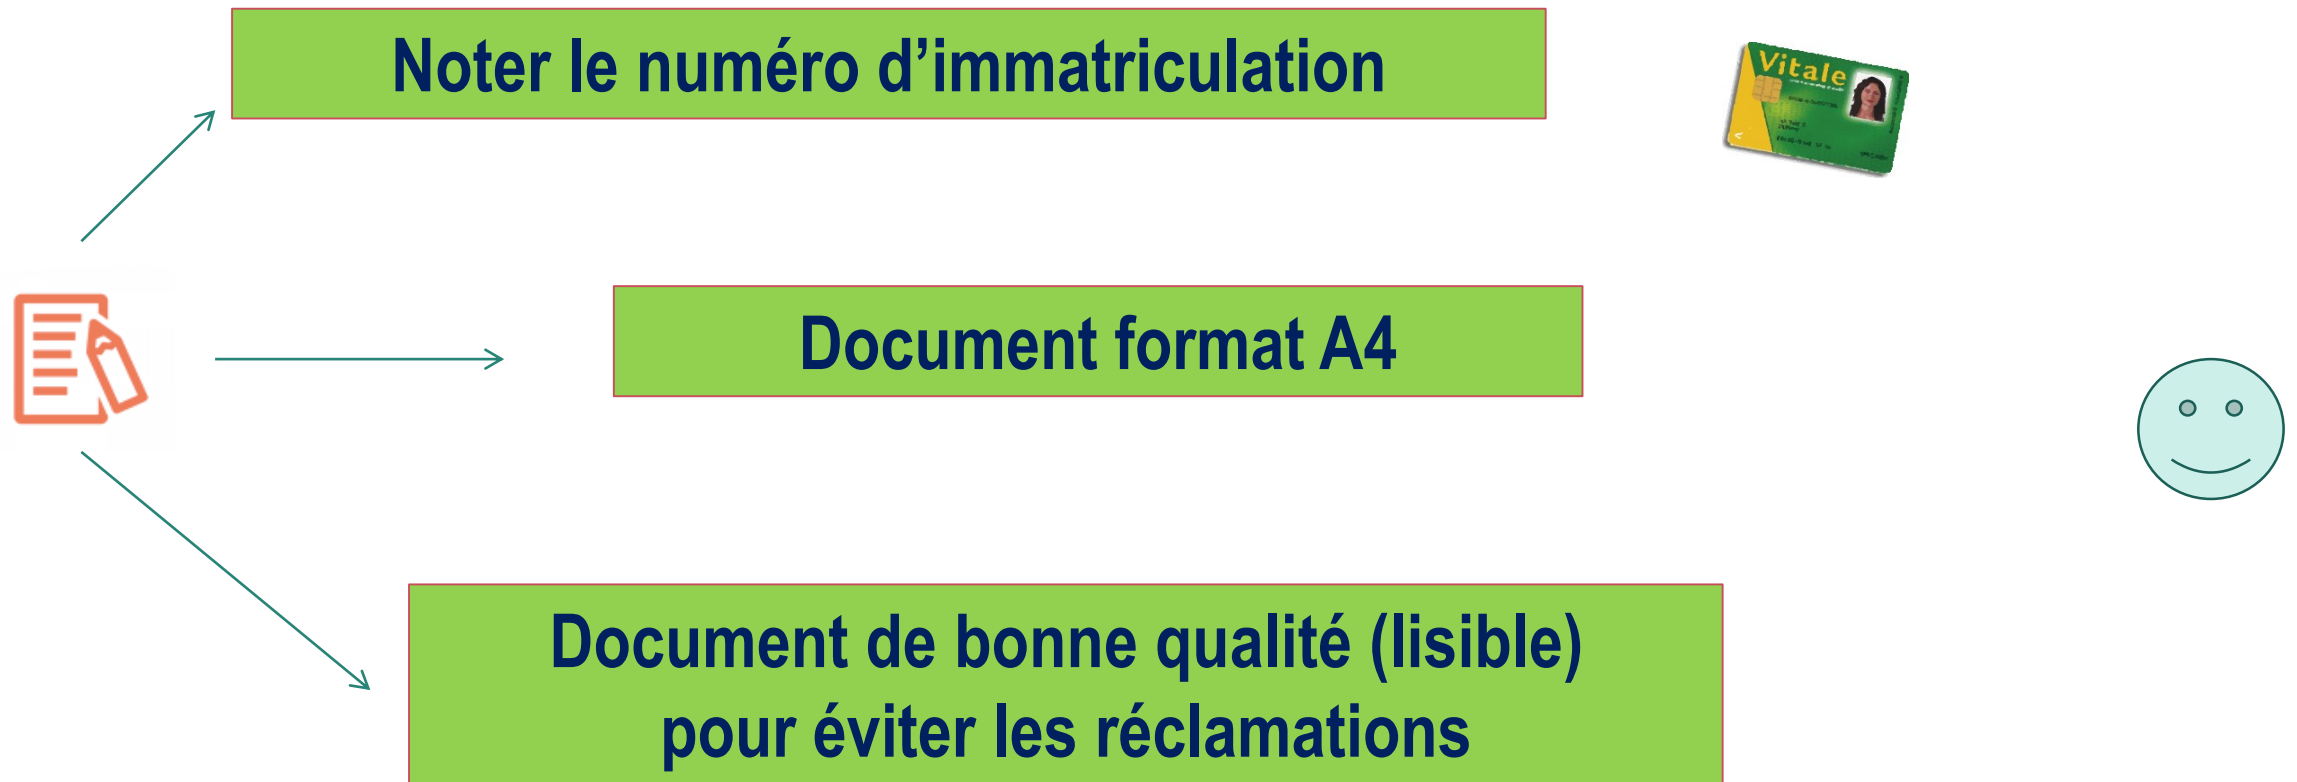 Noter le numéro d’immatriculation
Vitale
Document format A4
Document de bonne qualité (lisible)
pour éviter les réclamations